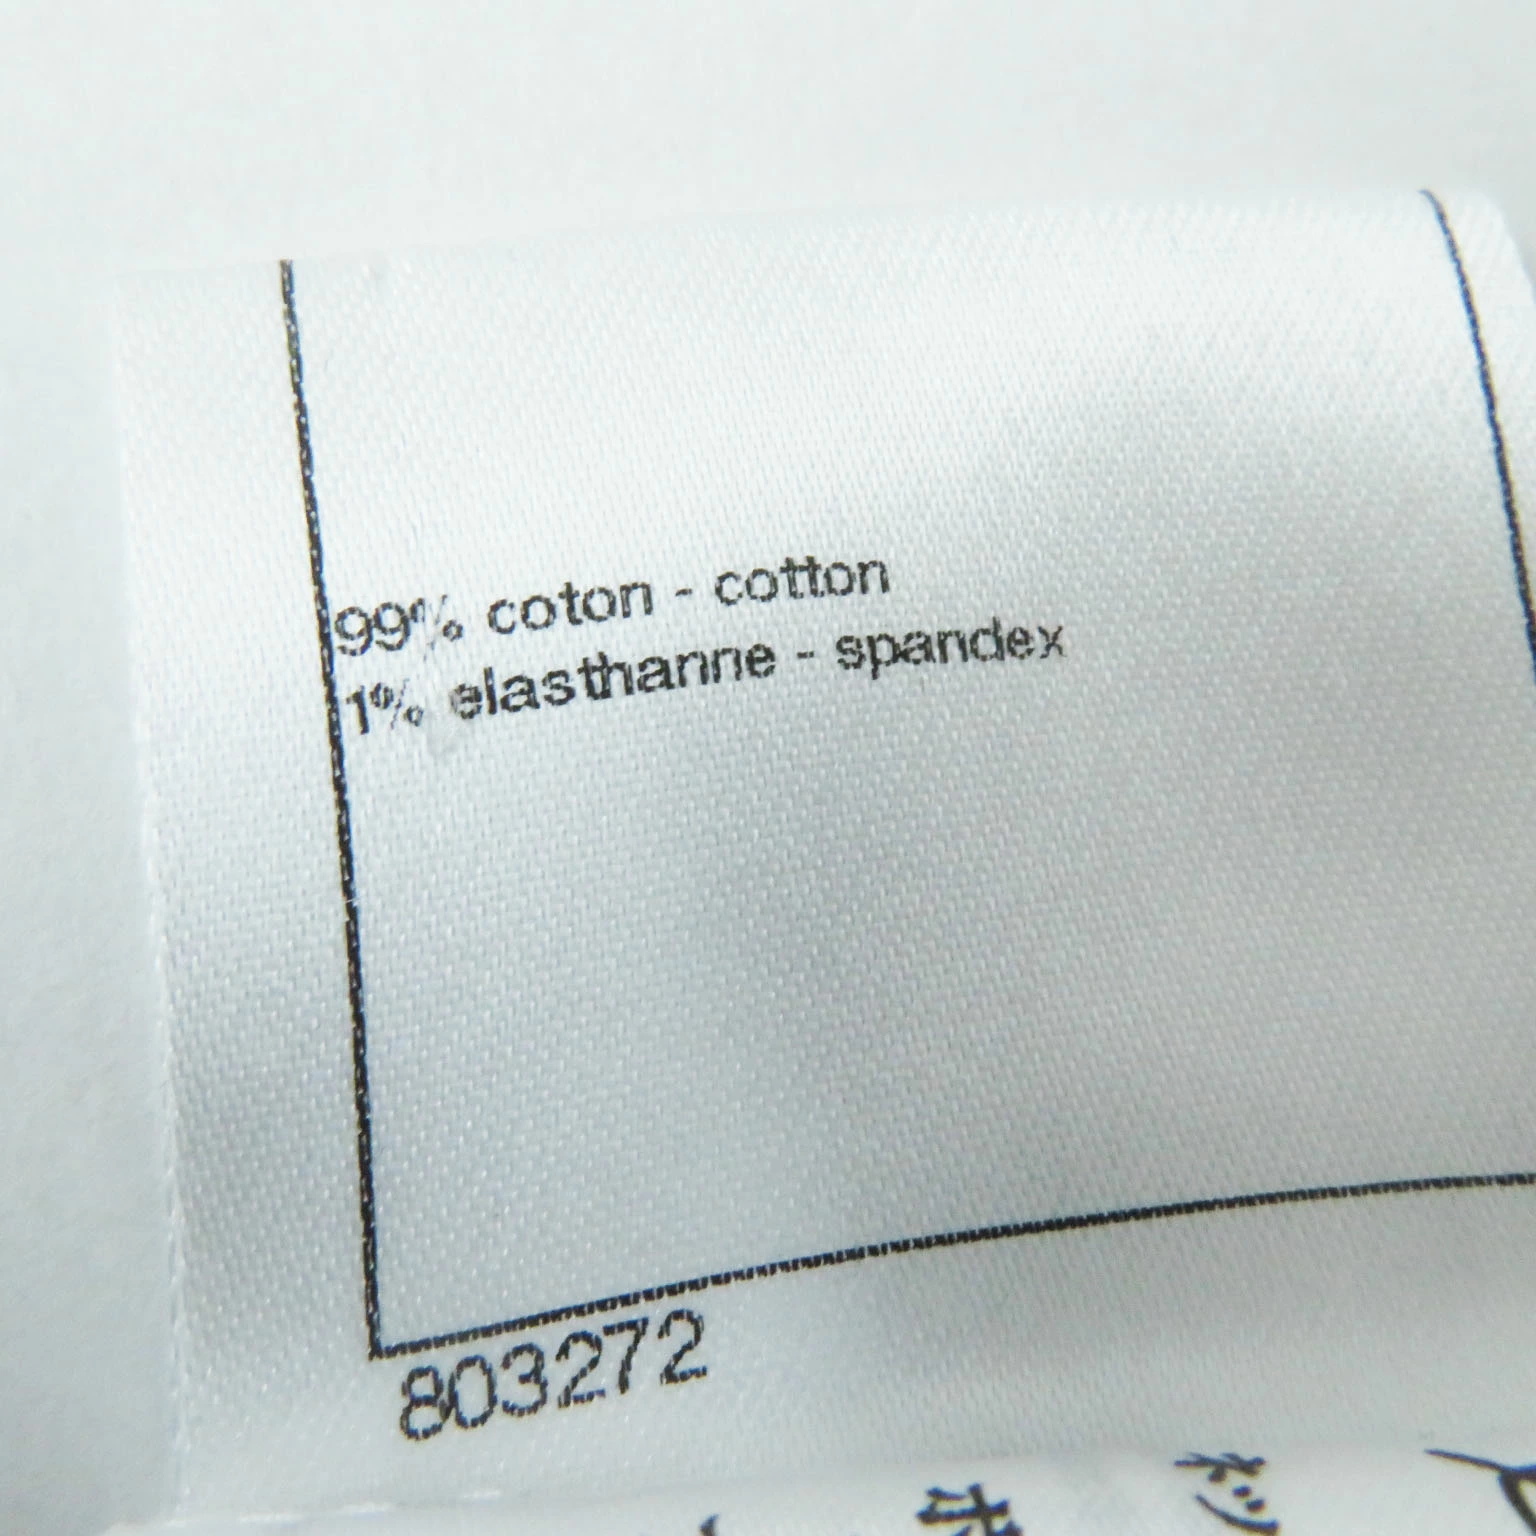 99% coton - cotton
1% elasthanne - spandex
803272